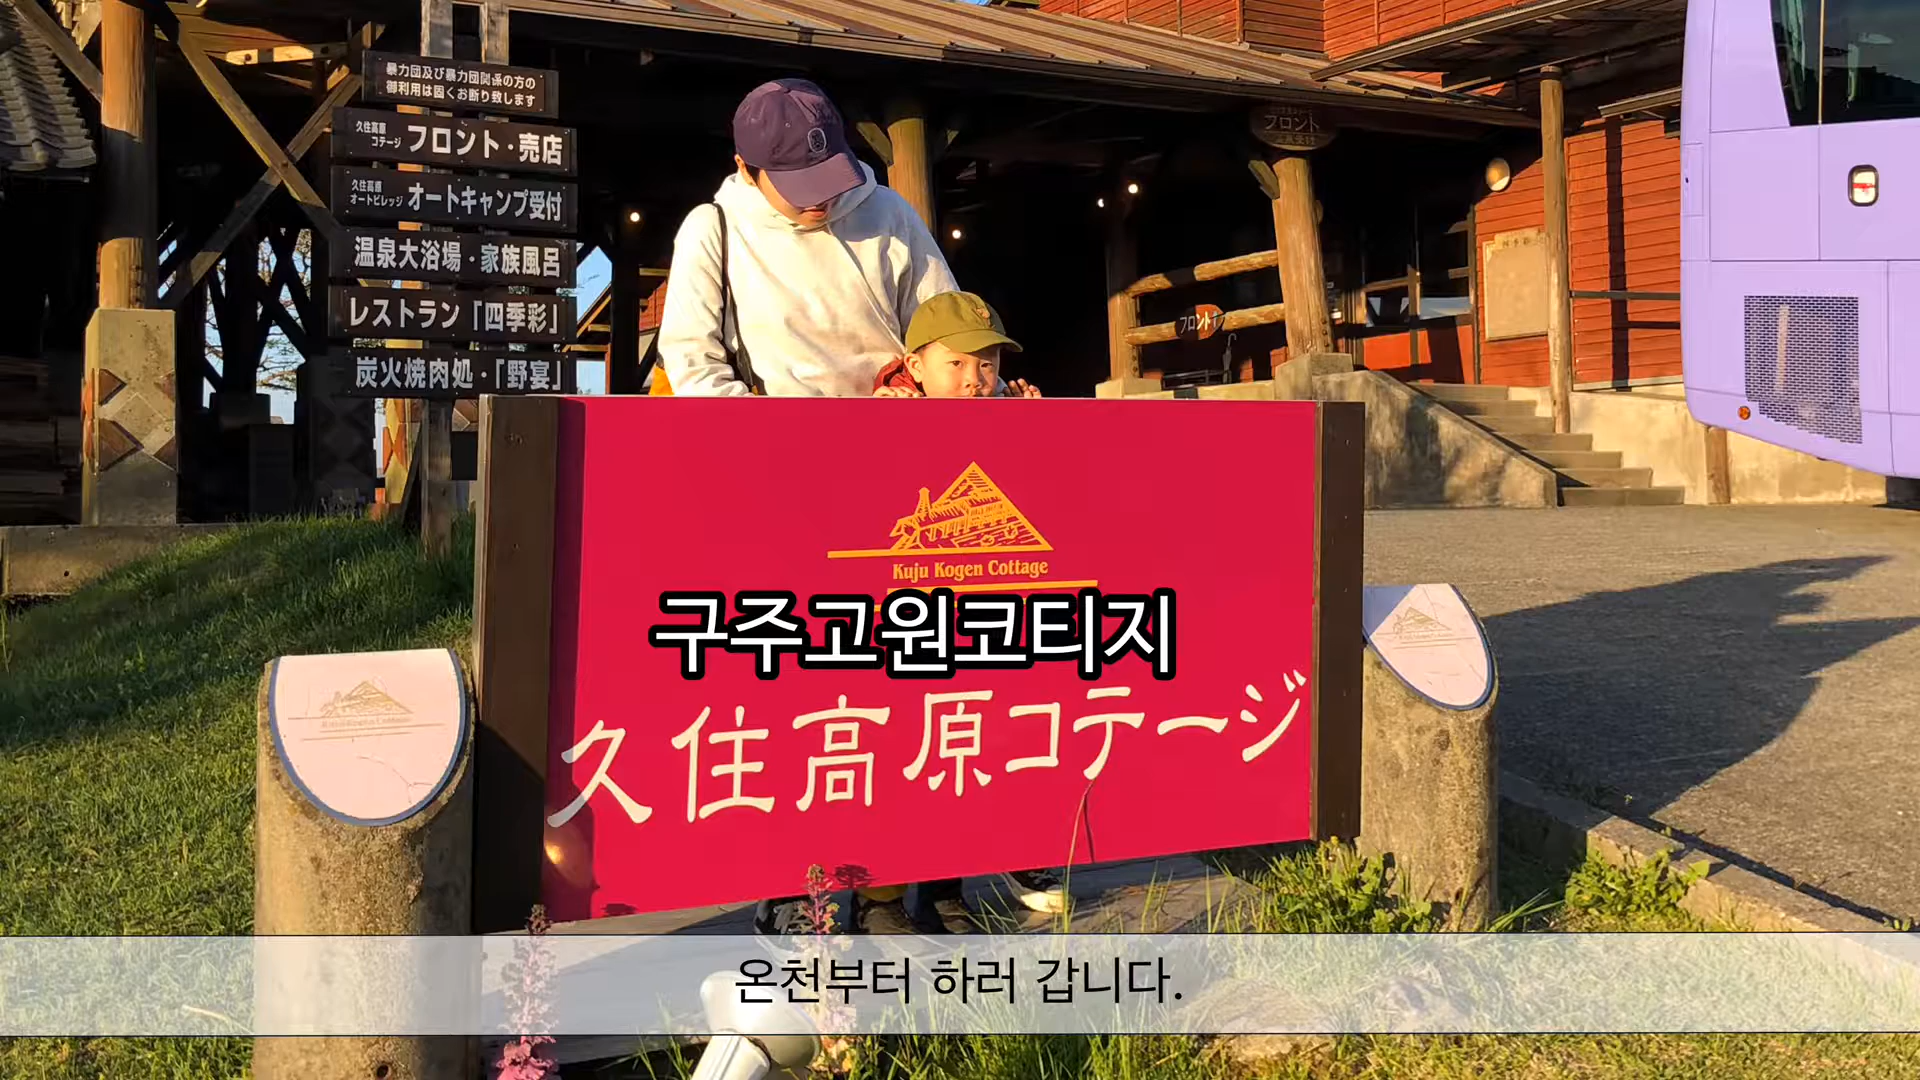 暴力団及び暴力団関係の方の
御利用は固くお断り致します
久住高原
コテージ フロント・売店
久住高原
オートビレッジ オートキャンプ受付
温泉大浴場・家族風呂
レストラン「四季彩」
炭火焼肉処・「野宴」
フロント
フロント
Kuju Kogen Cottage
구주고원코티지
久住高原コテージ
Kuju Kogen Cottage
온천부터 하러 갑니다.